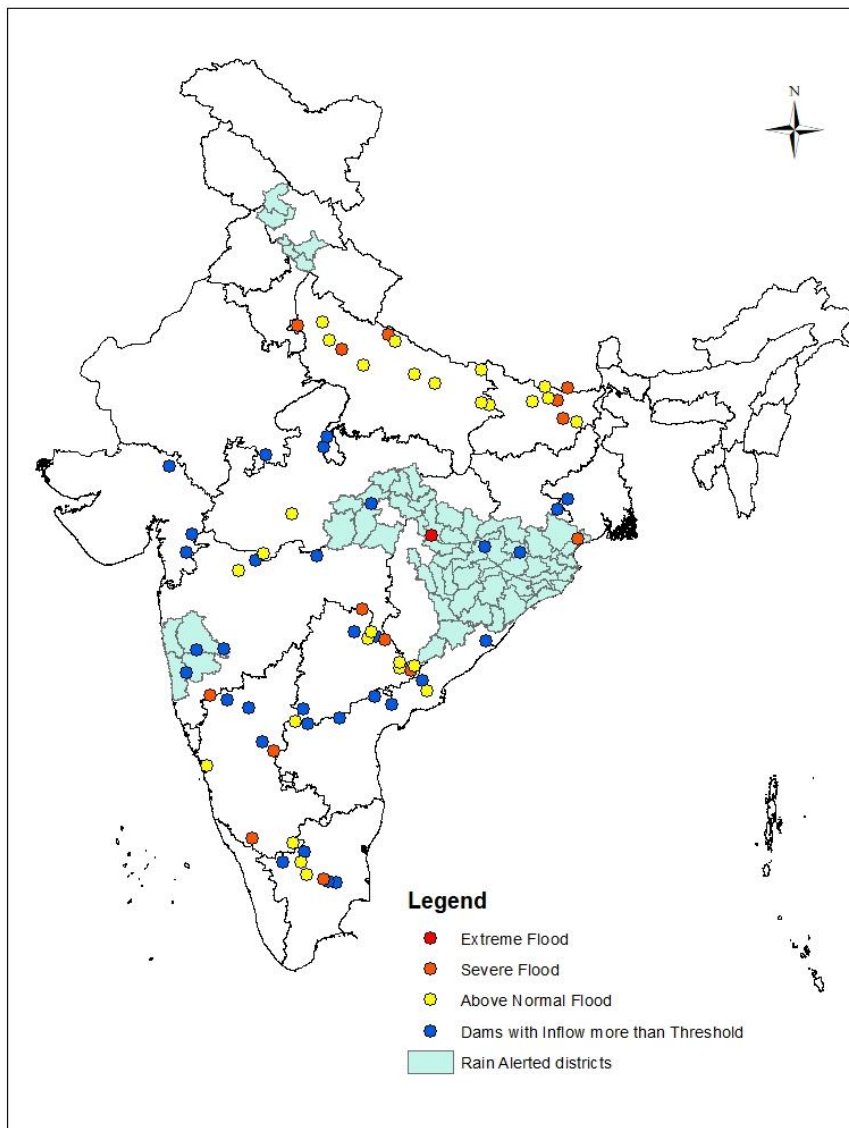 N
Legend
Extreme Flood
Severe Flood
Above Normal Flood
Dams with Inflow more than Threshold
Rain Alerted districts